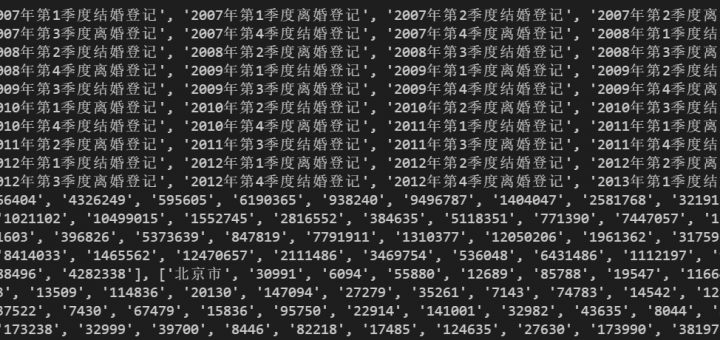 007年第1季度结婚登记', '2007年第1季度离婚登记', '2007年第2季度结婚登记', '2007年第2季度离
007年第3季度离婚登记', '2007年第4季度结婚登记', '2007年第4季度离婚登记', '2008年第1季度结
008年第2季度结婚登记', '2008年第2季度离婚登记', '2008年第3季度结婚登记', '2008年第3季度离
008年第4季度离婚登记', '2009年第1季度结婚登记', '2009年第1季度离婚登记', '2009年第2季度结
009年第3季度结婚登记', '2009年第3季度离婚登记', '2009年第4季度结婚登记', '2009年第4季度离
010年第1季度离婚登记', '2010年第2季度结婚登记', '2010年第2季度离婚登记', '2010年第3季度结
010年第4季度结婚登记', '2010年第4季度离婚登记', '2011年第1季度结婚登记', '2011年第1季度离
011年第2季度离婚登记', '2011年第3季度结婚登记', '2011年第3季度离婚登记', '2011年第4季度结
012年第1季度结婚登记', '2012年第1季度离婚登记', '2012年第2季度结婚登记', '2012年第2季度离
012年第3季度离婚登记', '2012年第4季度结婚登记', '2012年第4季度离婚登记', '2013年第1季度结
56404', '4326249', '595605', '6190365', '938240', '9496787', '1404047', '2581768', '32191
'1021102', '10499015', '1552745', '2816552', '384635', '5118351', '771390', '7447057', '1
1603', '396826', '5373639', '847819', '7791911', '1310377', '12050206', '1961362', '31759
'8414033', '1465562', '12470657', '2111486', '3469754', '536048', '6431486', '1112197', '
88496', '4282338'], ['北京市', '30991', '6094', '55880', '12689', '85788', '19547', '1166
3', '13509', '114836', '20130', '147094', '27279', '35261', '7143', '74783', '14542', '12
37522', '7430', '67479', '15836', '95750', '22914', '141001', '32982', '43635', '8044', '
'173238', '32999', '39700', '8446', '82218', '17485', '124635', '27630', '173990', '38197